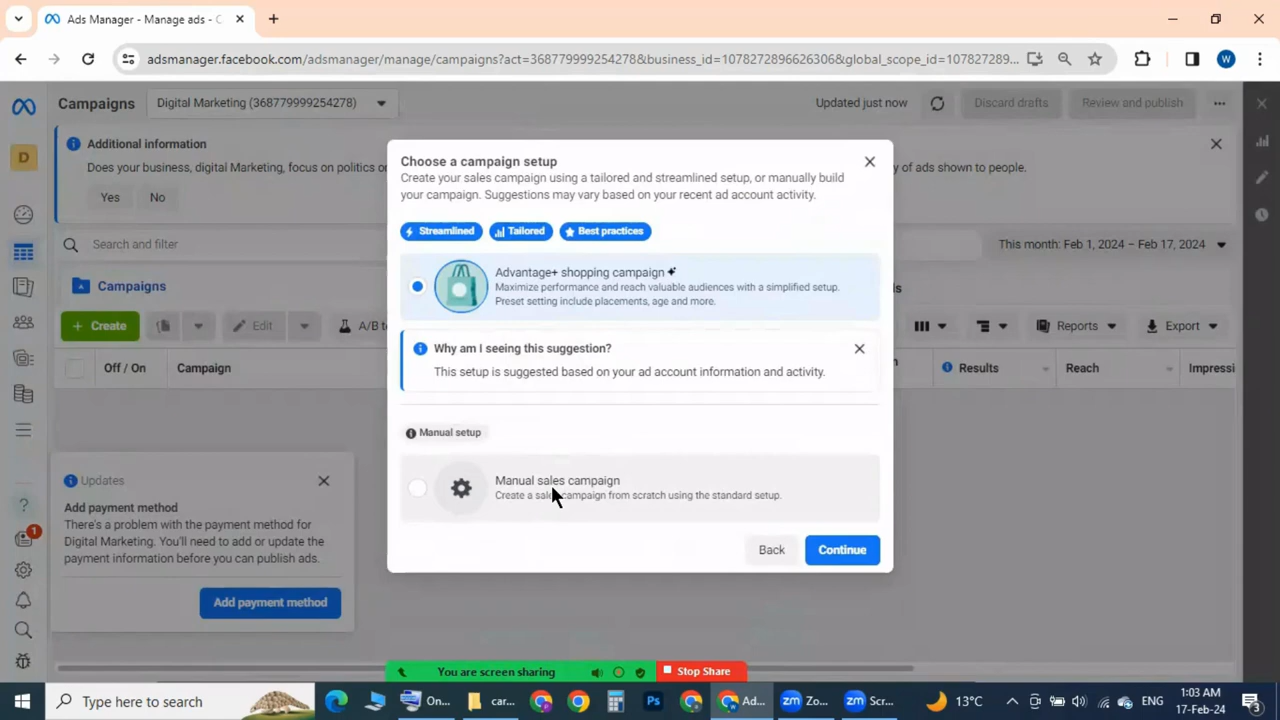 Ads Manager - Manage ads - C
adsmanager.facebook.com/adsmanager/manage/campaigns?act=368779999254278&business_id=10782728966263068&global_scope_id=107827289...
W
Campaigns
Digital Marketing (368779999254278)
Updated just now
Discard drafts
Review and publish
D
Additional information
Does your business, digital Marketing, focus on politics or
y of ads shown to people.
Yes
No
Search and filter
This month: Feb 1, 2024 – Feb 17, 2024
Campaigns
ds
+ Create
Edit
A/B te
Reports
Export
Off / On
Campaign
n
Results
Reach
Impressi
Choose a campaign setup
Create your sales campaign using a tailored and streamlined setup, or manually build
your campaign. Suggestions may vary based on your recent ad account activity.
Streamlined
Tailored
Best practices
Advantage+ shopping campaign
Maximize performance and reach valuable audiences with a simplified setup.
Preset setting include placements, age and more.
Why am I seeing this suggestion?
This setup is suggested based on your ad account information and activity.
Manual setup
Manual sales campaign
Create a sales campaign from scratch using the standard setup.
Back
Continue
Updates
Add payment method
There's a problem with the payment method for
Digital Marketing. You'll need to add or update the
payment information before you can publish ads.
Add payment method
1
You are screen sharing
Stop Share
Type here to search
On...
car...
Ps
Ad...
zm
Zo...
zm
Scr...
13°C
ENG
1:03 AM
17-Feb-24
3